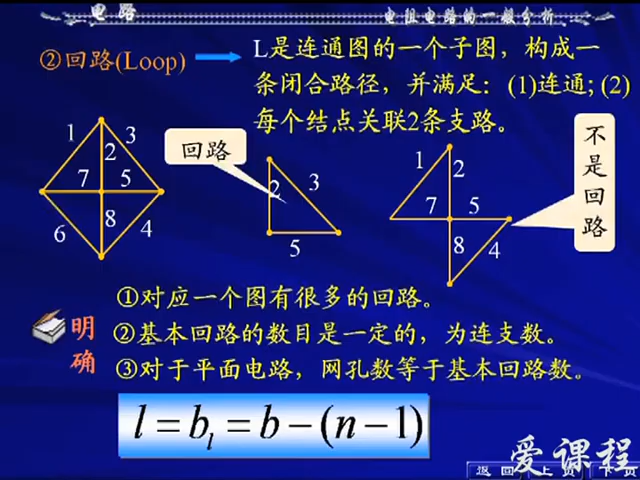 电路
电阻电路的一般分析
②回路(Loop)
L是连通图的一个子图，构成一
条闭合路径，并满足：(1)连通; (2)
每个结点关联2条支路。
1 3
2
7 5
8
6 4
回路
2 3
5
1 2
7 5
8 4
不是回路
明确
①对应一个图有很多的回路。
②基本回路的数目是一定的，为连支数。
③对于平面电路，网孔数等于基本回路数。
l = b_l = b − (n − 1)
爱课程
返回 上页 下页